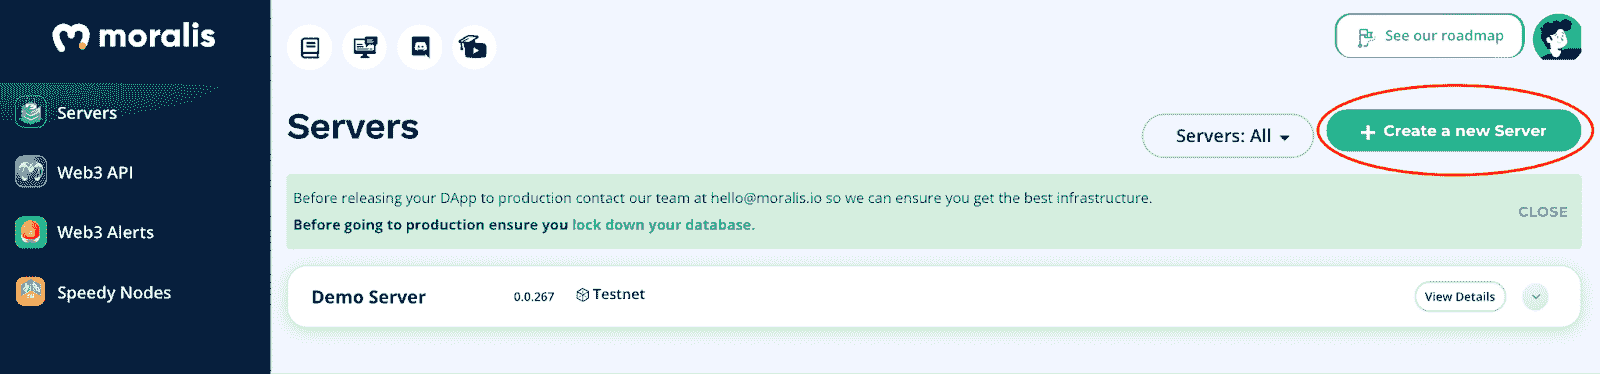 moralis
See our roadmap
Servers
Web3 API
Web3 Alerts
Speedy Nodes
Servers
Servers: All
+ Create a new Server
Before releasing your DApp to production contact our team at hello@moralis.io so we can ensure you get the best infrastructure.
Before going to production ensure you lock down your database.
CLOSE
Demo Server
0.0.267
Testnet
View Details